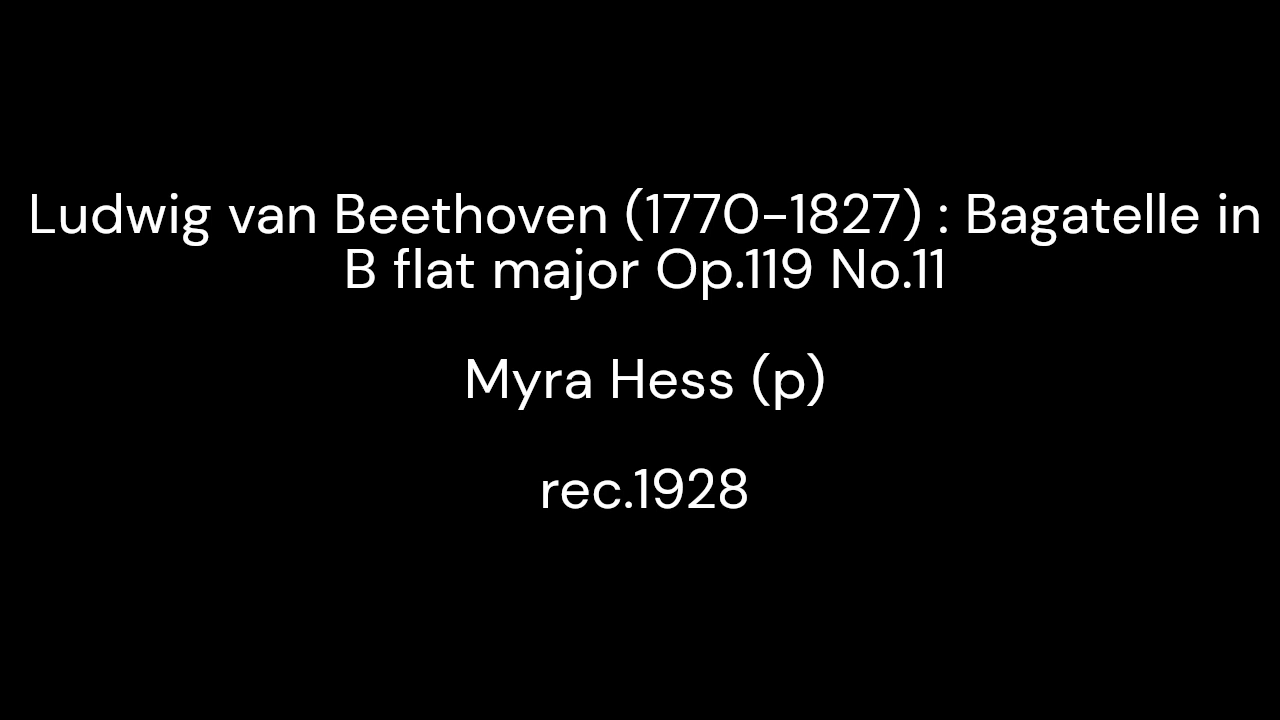 Ludwig van Beethoven (1770-1827) : Bagatelle in
B flat major Op.119 No.11
Myra Hess (p)
rec.1928